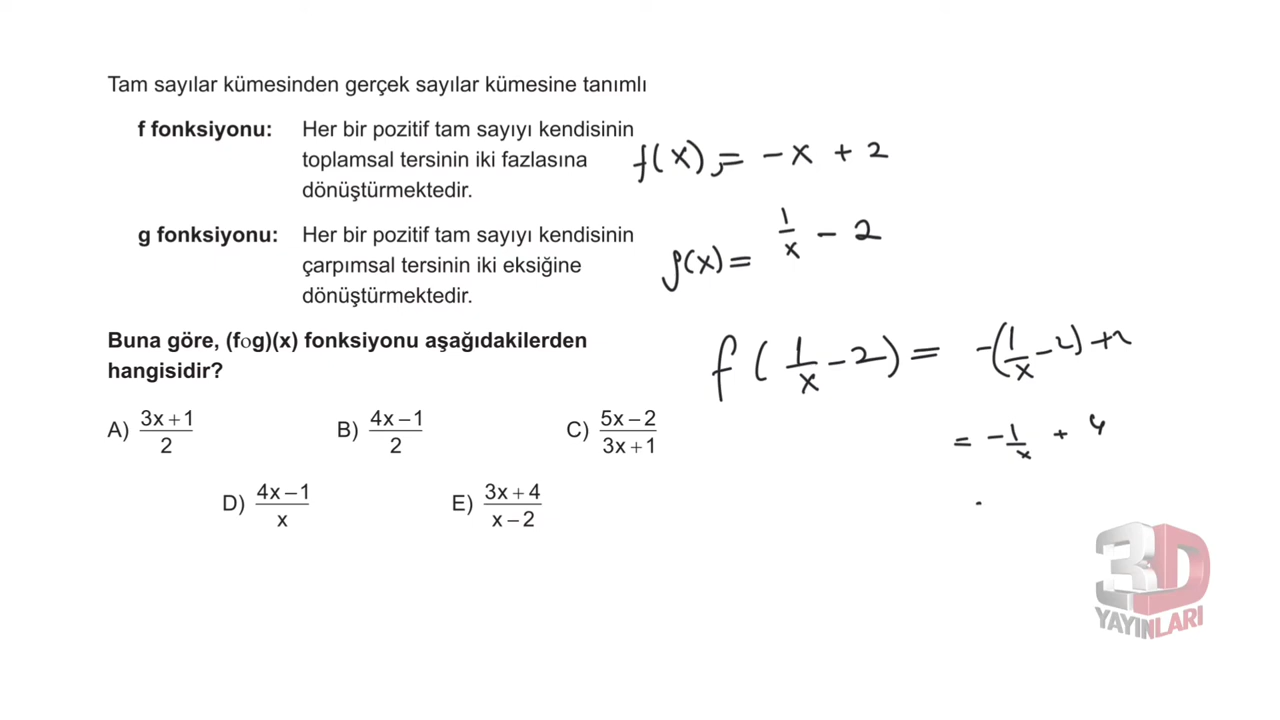 Tam sayılar kümesinden gerçek sayılar kümesine tanımlı
f fonksiyonu: Her bir pozitif tam sayıyı kendisinin
toplamsal tersinin iki fazlasına
dönüştürmektedir.
f(x) = -x + 2
g fonksiyonu: Her bir pozitif tam sayıyı kendisinin
çarpımsal tersinin iki eksiğine
dönüştürmektedir.
g(x) = 1/x - 2
Buna göre, (fog)(x) fonksiyonu aşağıdakilerden
hangisidir?
f(1/x - 2) = -(1/x - 2) + 2
= -1/x + 4
A) (3x + 1)/2 B) (4x – 1)/2 C) (5x – 2)/(3x + 1)
D) (4x – 1)/x E) (3x + 4)/(x – 2)
3D
YAYINLARI